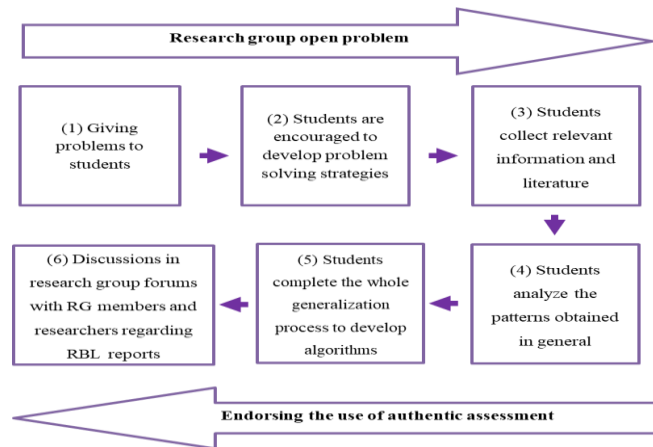 Research group open problem
(1) Giving
problems to
students
(2) Students are
encouraged to
develop problem
solving strategies
(3) Students
collect relevant
information and
literature
(4) Students
analyze the
patterns obtained
in general
(5) Students
complete the whole
generalization
process to develop
algorithms
(6) Discussions in
research group forums
with RG members and
researchers regarding
RBL reports
Endorsing the use of authentic assessment